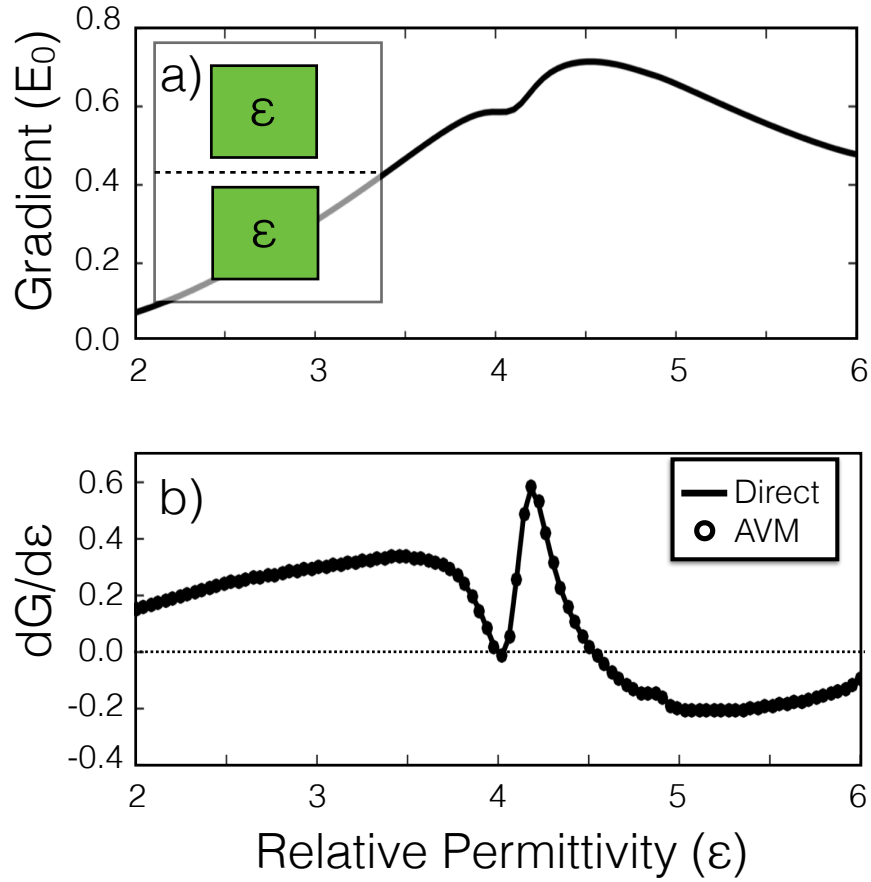 0.8
0.6
0.4
0.2
0.0
Gradient (E₀)
a)
ε
ε
2 3 4 5 6
0.6
0.4
0.2
0.0
-0.2
-0.4
dG/dε
b)
Direct
AVM
2 3 4 5 6
Relative Permittivity (ε)